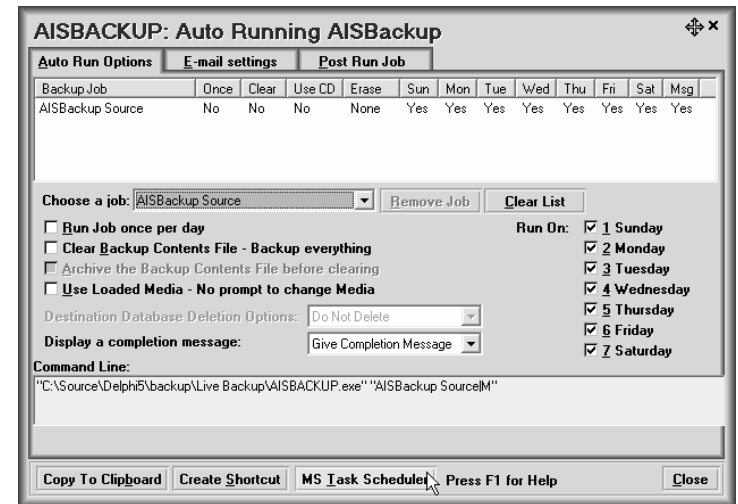 AISBACKUP: Auto Running AISBackup
Auto Run Options E-mail settings Post Run Job
Backup Job Once Clear Use CD Erase Sun Mon Tue Wed Thu Fri Sat Msg
AISBackup Source No No No None Yes Yes Yes Yes Yes Yes Yes Yes
Choose a job: AISBackup Source Remove Job Clear List
Run Job once per day Run On: 1 Sunday
Clear Backup Contents File - Backup everything 2 Monday
Archive the Backup Contents File before clearing 3 Tuesday
Use Loaded Media - No prompt to change Media 4 Wednesday
Destination Database Deletion Options: Do Not Delete 5 Thursday
6 Friday
Display a completion message: Give Completion Message 7 Saturday
Command Line:
"C:\Source\Delphi5\backup\Live Backup\AISBACKUP.exe" "AISBackup Source|M"
Copy To Clipboard Create Shortcut MS Task Scheduler Press F1 for Help Close